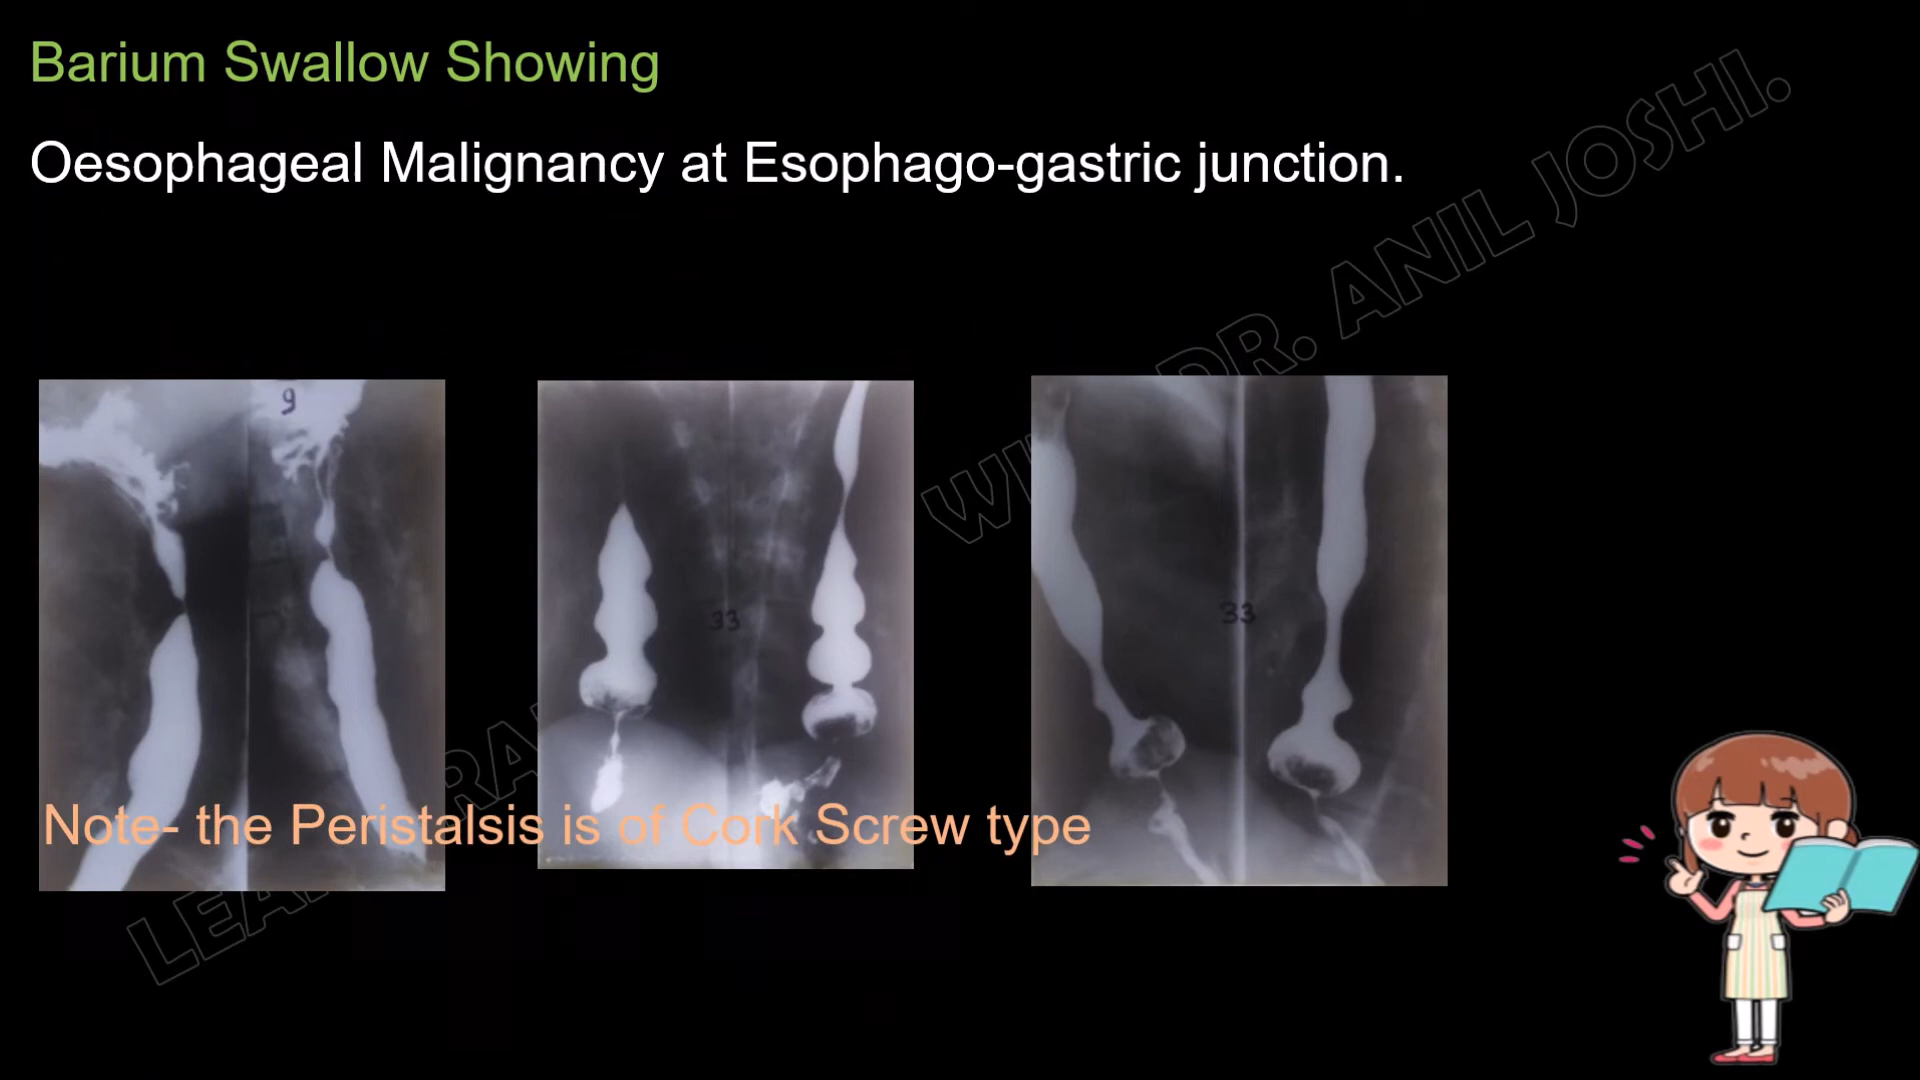 Barium Swallow Showing
Oesophageal Malignancy at Esophago-gastric junction.
9
33
33
Note- the Peristalsis is of Cork Screw type
DR. ANIL JOSHI.